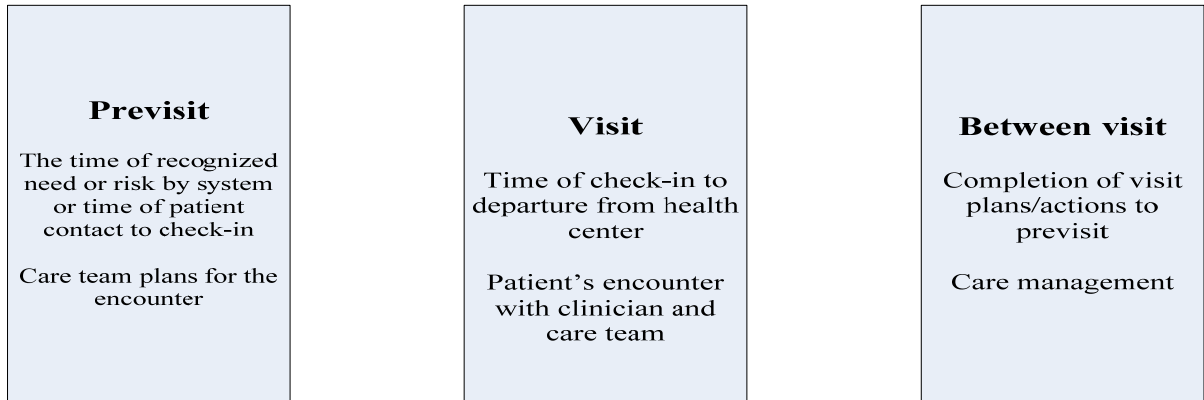 Previsit
The time of recognized
need or risk by system
or time of patient
contact to check-in
Care team plans for the
encounter
Visit
Time of check-in to
departure from health
center
Patient's encounter
with clinician and
care team
Between visit
Completion of visit
plans/actions to
previsit
Care management